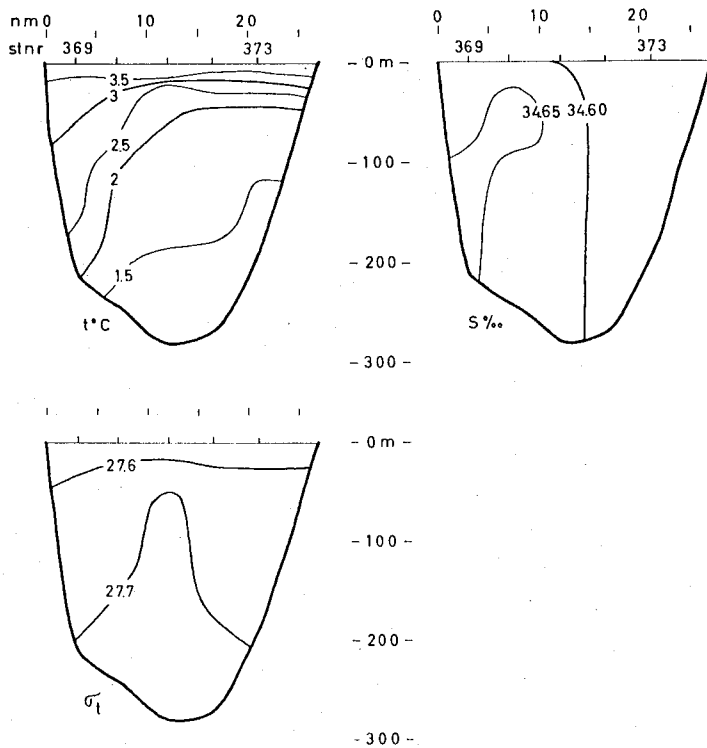 nm 0 10 20
stnr 369 373
0 10 20
369 373
3.5
3
2.5
2
1.5
t°C
- 0 m -
- 100 -
- 200 -
- 300 -
34.65 34.60
S‰
27.6
27.7
σt
- 0 m -
- 100 -
- 200 -
- 300 -